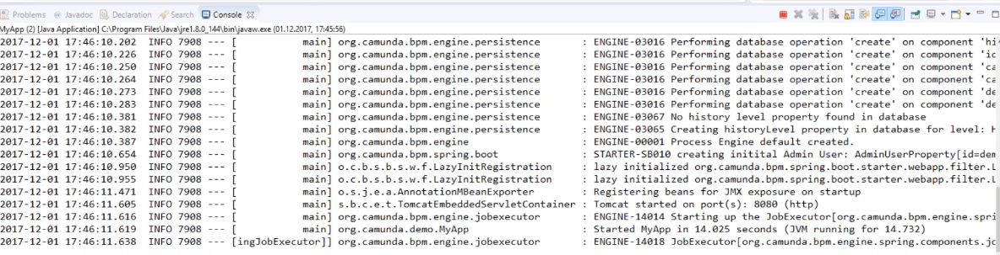 Problems @ Javadoc Declaration Search Console
MyApp (2) [Java Application] C:\Program Files\Java\jre1.8.0_144\bin\javaw.exe (01.12.2017, 17:45:56)
2017-12-01 17:46:10.202  INFO 7908 --- [           main] org.camunda.bpm.engine.persistence       : ENGINE-03016 Performing database operation 'create' on component 'hi
2017-12-01 17:46:10.226  INFO 7908 --- [           main] org.camunda.bpm.engine.persistence       : ENGINE-03016 Performing database operation 'create' on component 'id
2017-12-01 17:46:10.250  INFO 7908 --- [           main] org.camunda.bpm.engine.persistence       : ENGINE-03016 Performing database operation 'create' on component 'ca
2017-12-01 17:46:10.264  INFO 7908 --- [           main] org.camunda.bpm.engine.persistence       : ENGINE-03016 Performing database operation 'create' on component 'ca
2017-12-01 17:46:10.273  INFO 7908 --- [           main] org.camunda.bpm.engine.persistence       : ENGINE-03016 Performing database operation 'create' on component 'de
2017-12-01 17:46:10.283  INFO 7908 --- [           main] org.camunda.bpm.engine.persistence       : ENGINE-03016 Performing database operation 'create' on component 'de
2017-12-01 17:46:10.381  INFO 7908 --- [           main] org.camunda.bpm.engine.persistence       : ENGINE-03067 No history level property found in database
2017-12-01 17:46:10.382  INFO 7908 --- [           main] org.camunda.bpm.engine.persistence       : ENGINE-03065 Creating historyLevel property in database for level: H
2017-12-01 17:46:10.387  INFO 7908 --- [           main] org.camunda.bpm.engine                   : ENGINE-00001 Process Engine default created.
2017-12-01 17:46:10.654  INFO 7908 --- [           main] org.camunda.bpm.spring.boot              : STARTER-SB010 creating initital Admin User: AdminUserProperty[id=dem
2017-12-01 17:46:10.950  INFO 7908 --- [           main] o.c.b.s.b.s.w.f.LazyInitRegistration     : lazy initialized org.camunda.bpm.spring.boot.starter.webapp.filter.L
2017-12-01 17:46:10.955  INFO 7908 --- [           main] o.c.b.s.b.s.w.f.LazyInitRegistration     : lazy initialized org.camunda.bpm.spring.boot.starter.webapp.filter.L
2017-12-01 17:46:11.471  INFO 7908 --- [           main] o.s.j.e.a.AnnotationMBeanExporter        : Registering beans for JMX exposure on startup
2017-12-01 17:46:11.605  INFO 7908 --- [           main] s.b.c.e.t.TomcatEmbeddedServletContainer : Tomcat started on port(s): 8080 (http)
2017-12-01 17:46:11.616  INFO 7908 --- [           main] org.camunda.bpm.engine.jobexecutor       : ENGINE-14014 Starting up the JobExecutor[org.camunda.bpm.engine.spri
2017-12-01 17:46:11.619  INFO 7908 --- [           main] org.camunda.demo.MyApp                   : Started MyApp in 14.025 seconds (JVM running for 14.732)
2017-12-01 17:46:11.638  INFO 7908 --- [ingJobExecutor]] org.camunda.bpm.engine.jobexecutor       : ENGINE-14018 JobExecutor[org.camunda.bpm.engine.spring.components.jo